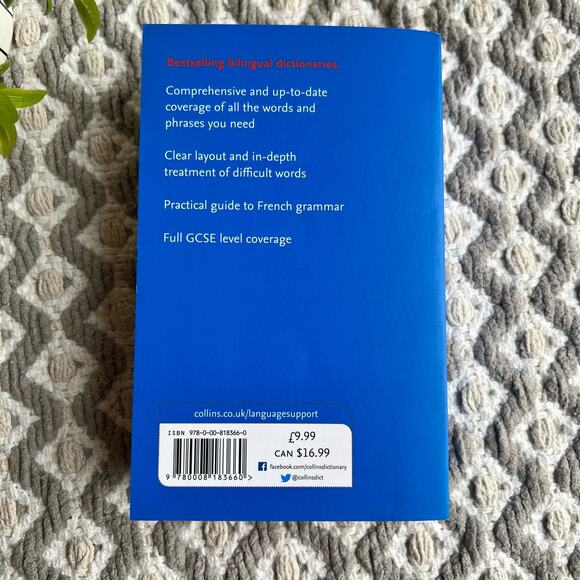 Bestselling bilingual dictionaries.
Comprehensive and up-to-date
coverage of all the words and
phrases you need
Clear layout and in-depth
treatment of difficult words
Practical guide to French grammar
Full GCSE level coverage
collins.co.uk/languagesupport
ISBN 978-0-00-818366-0
£9.99
CAN $16.99
facebook.com/collinsdictionary
@collinsdict
9 780008 183660 >